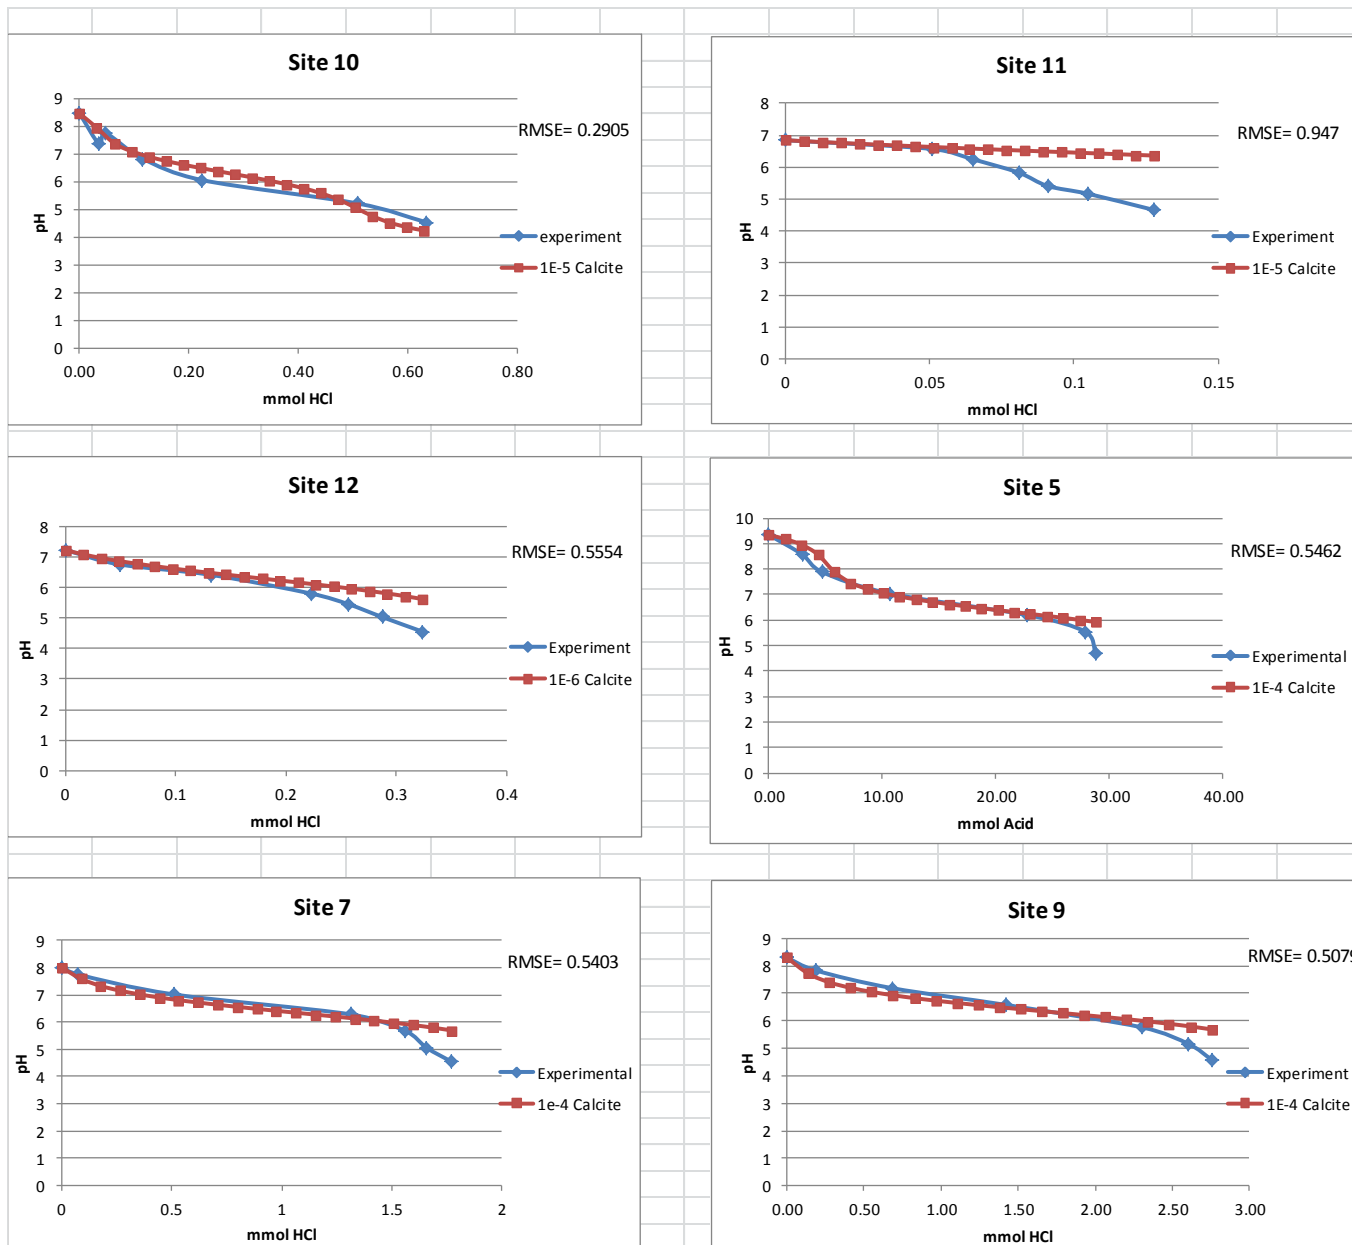 Site 10
9
8
7
6
5
4
3
2
1
0
pH
0.00 0.20 0.40 0.60 0.80
mmol HCl
RMSE= 0.2905
experiment
1E-5 Calcite
Site 11
8
7
6
5
4
3
2
1
0
pH
0 0.05 0.1 0.15
mmol HCl
RMSE= 0.947
Experiment
1E-5 Calcite
Site 12
8
7
6
5
4
3
2
1
0
pH
0 0.1 0.2 0.3 0.4
mmol HCl
RMSE= 0.5554
Experiment
1E-6 Calcite
Site 5
10
9
8
7
6
5
4
3
2
1
0
pH
0.00 10.00 20.00 30.00 40.00
mmol Acid
RMSE= 0.5462
Experimental
1E-4 Calcite
Site 7
9
8
7
6
5
4
3
2
1
0
pH
0 0.5 1 1.5 2
mmol HCl
RMSE= 0.5403
Experimental
1e-4 Calcite
Site 9
9
8
7
6
5
4
3
2
1
0
pH
0.00 0.50 1.00 1.50 2.00 2.50 3.00
mmol HCl
RMSE= 0.5079
Experiment
1E-4 Calcite